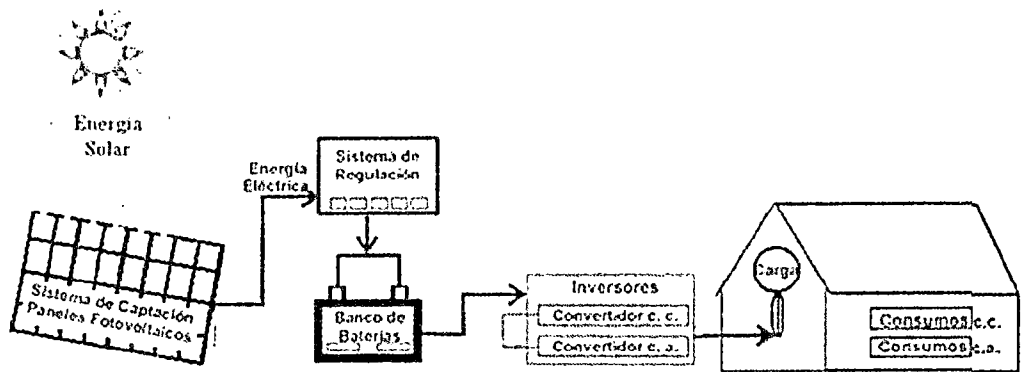 Energía
Solar
Energía
Eléctrica
Sistema de
Regulación
Sistema de Captación
Paneles Fotovoltaicos
Banco de
Baterías
Inversores
Convertidor c. c.
Convertidor c. a.
Carga
Consumos c.c.
Consumos c.a.